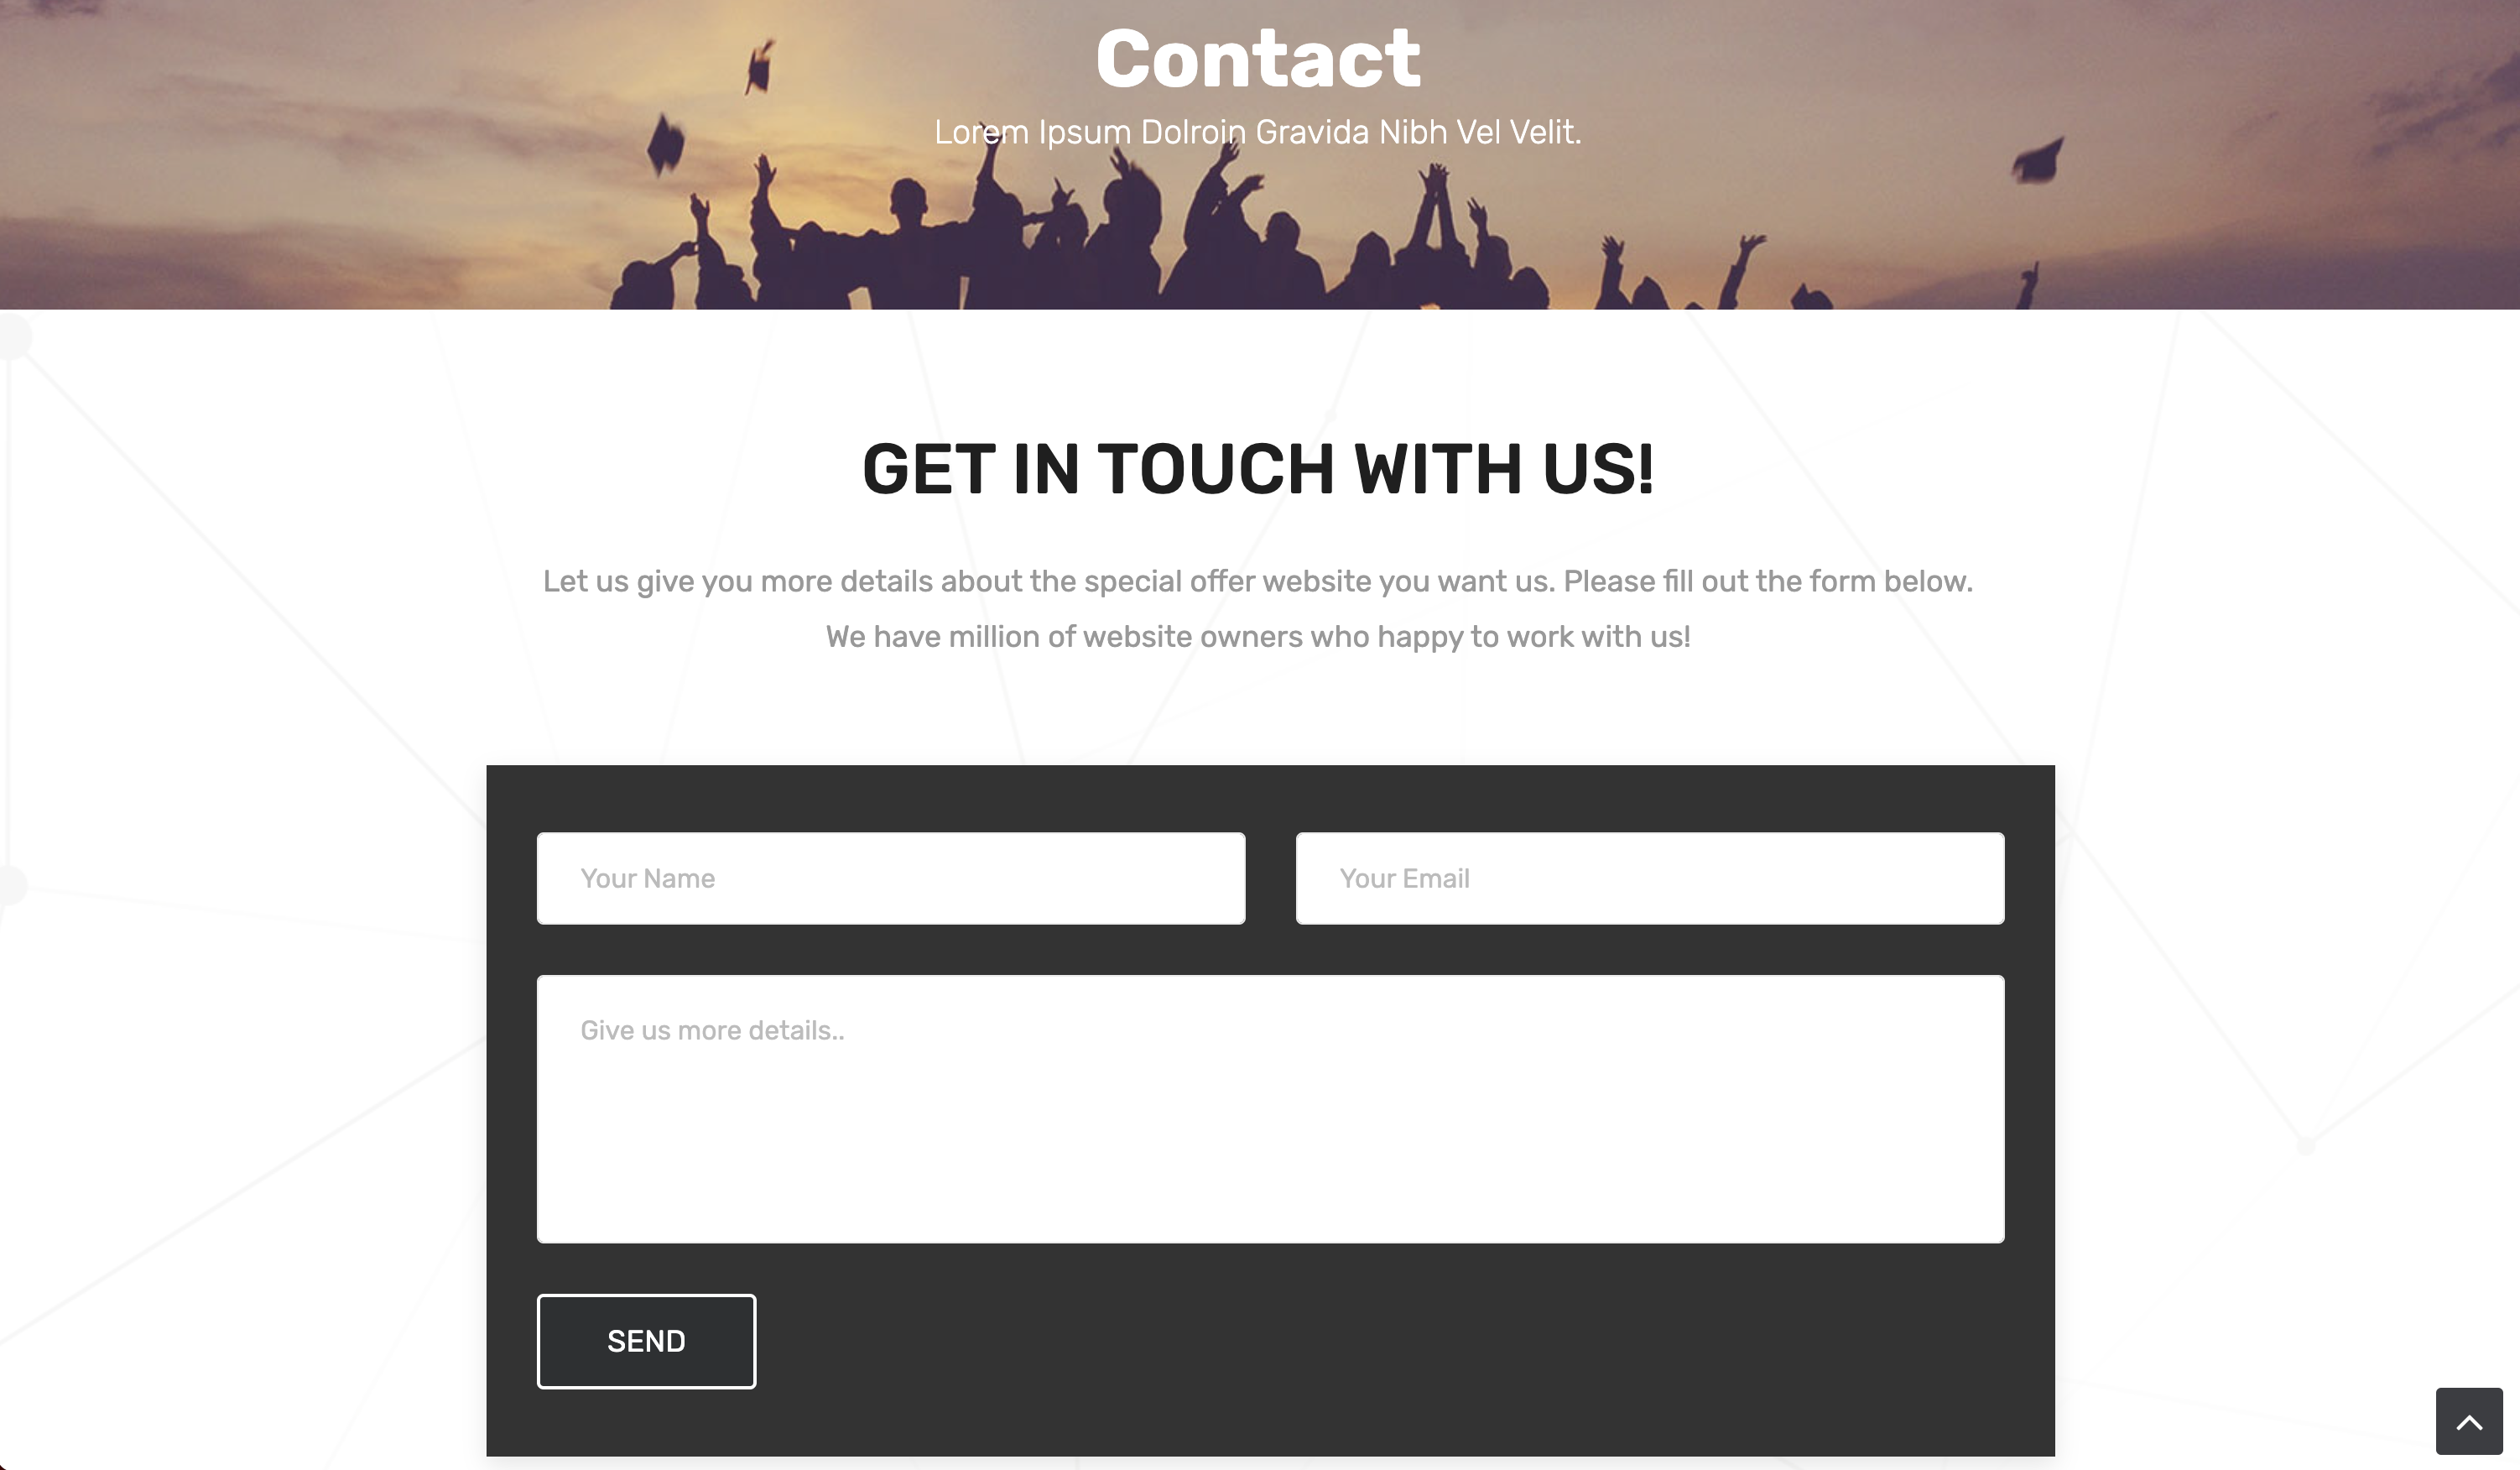 Contact
Lorem Ipsum Dolroin Gravida Nibh Vel Velit.
GET IN TOUCH WITH US!
Let us give you more details about the special offer website you want us. Please fill out the form below.
We have million of website owners who happy to work with us!
Your Name
Your Email
Give us more details..
SEND